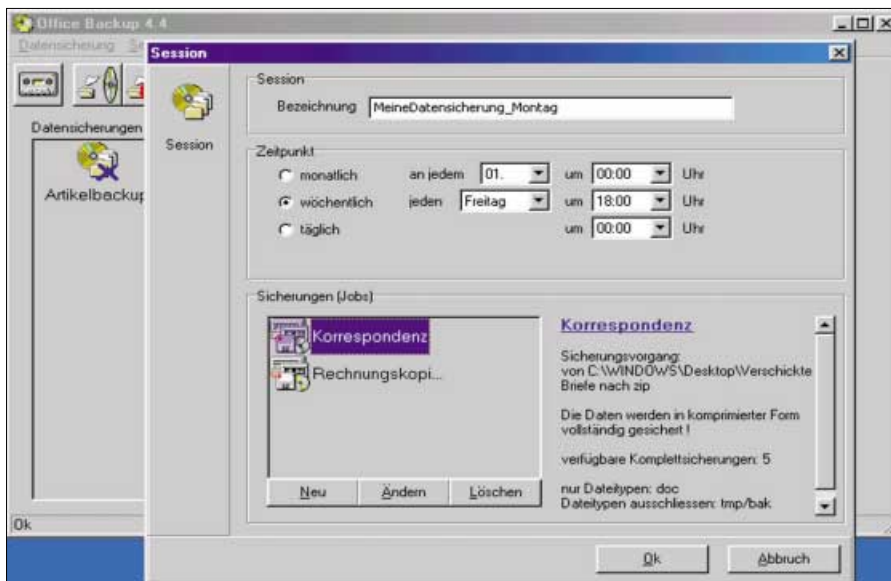 Office Backup 4.4
Datensicherung
Session
Datensicherungen
Artikelbackup
Session
Session
Bezeichnung MeineDatensicherung_Montag
Zeitpunkt
monatlich an jedem 01. um 00:00 Uhr
wöchentlich jeden Freitag um 18:00 Uhr
täglich um 00:00 Uhr
Sicherungen (Jobs)
Korrespondenz
Rechnungskopi...
Neu Ändern Löschen
Korrespondenz
Sicherungsvorgang:
von C:\WINDOWS\Desktop\Verschickte
Briefe nach zip
Die Daten werden in komprimierter Form
vollständig gesichert !
verfügbare Komplettsicherungen: 5
nur Dateitypen: doc
Dateitypen ausschliessen: tmp/bak
Ok
Ok Abbruch